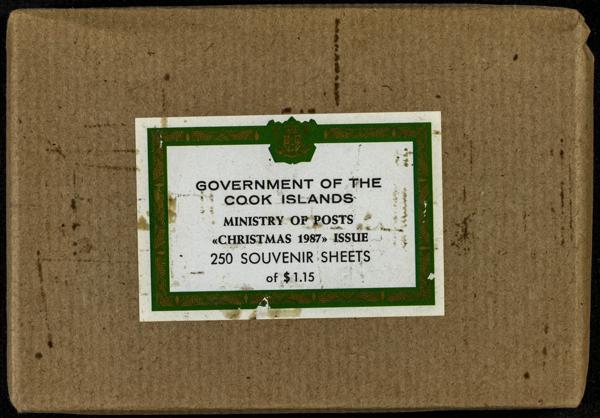 GOVERNMENT OF THE
COOK ISLANDS
MINISTRY OF POSTS
«CHRISTMAS 1987» ISSUE
250 SOUVENIR SHEETS
of $1.15